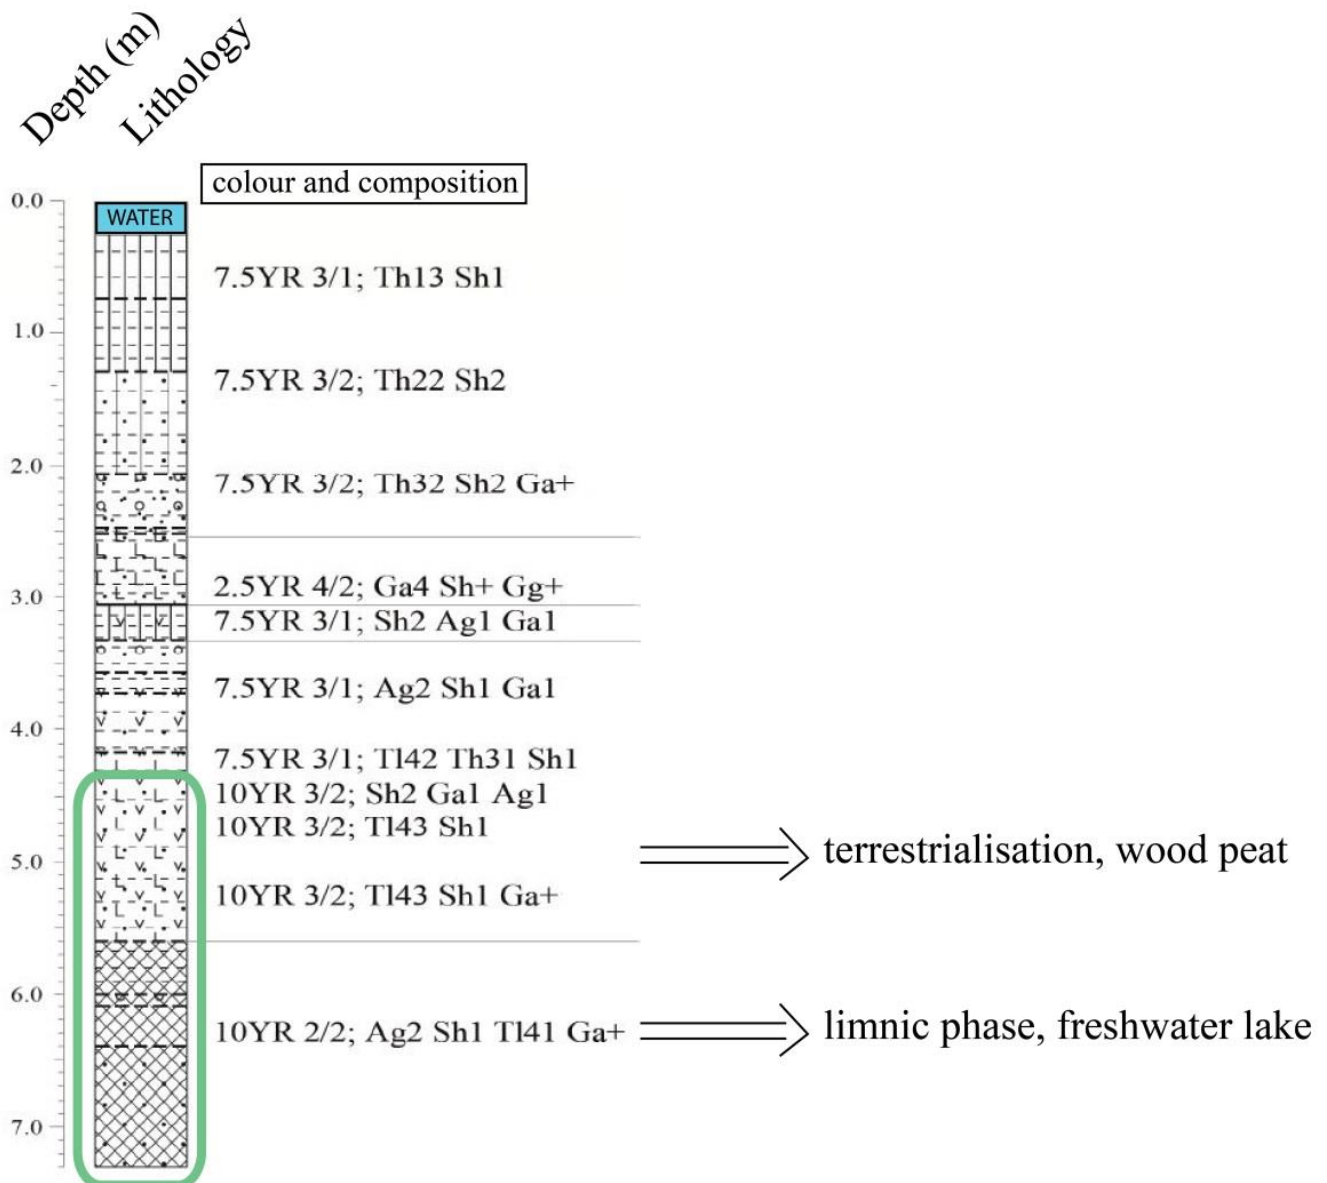 Depth (m)
Lithology
colour and composition
0.0
WATER
7.5YR 3/1; Th13 Sh1
1.0
7.5YR 3/2; Th22 Sh2
2.0
7.5YR 3/2; Th32 Sh2 Ga+
2.5YR 4/2; Ga4 Sh+ Gg+
3.0
7.5YR 3/1; Sh2 Ag1 Ga1
7.5YR 3/1; Ag2 Sh1 Ga1
4.0
7.5YR 3/1; Tl42 Th31 Sh1
10YR 3/2; Sh2 Ga1 Ag1
10YR 3/2; Tl43 Sh1
terrestrialisation, wood peat
5.0
10YR 3/2; Tl43 Sh1 Ga+
6.0
10YR 2/2; Ag2 Sh1 Tl41 Ga+
limnic phase, freshwater lake
7.0